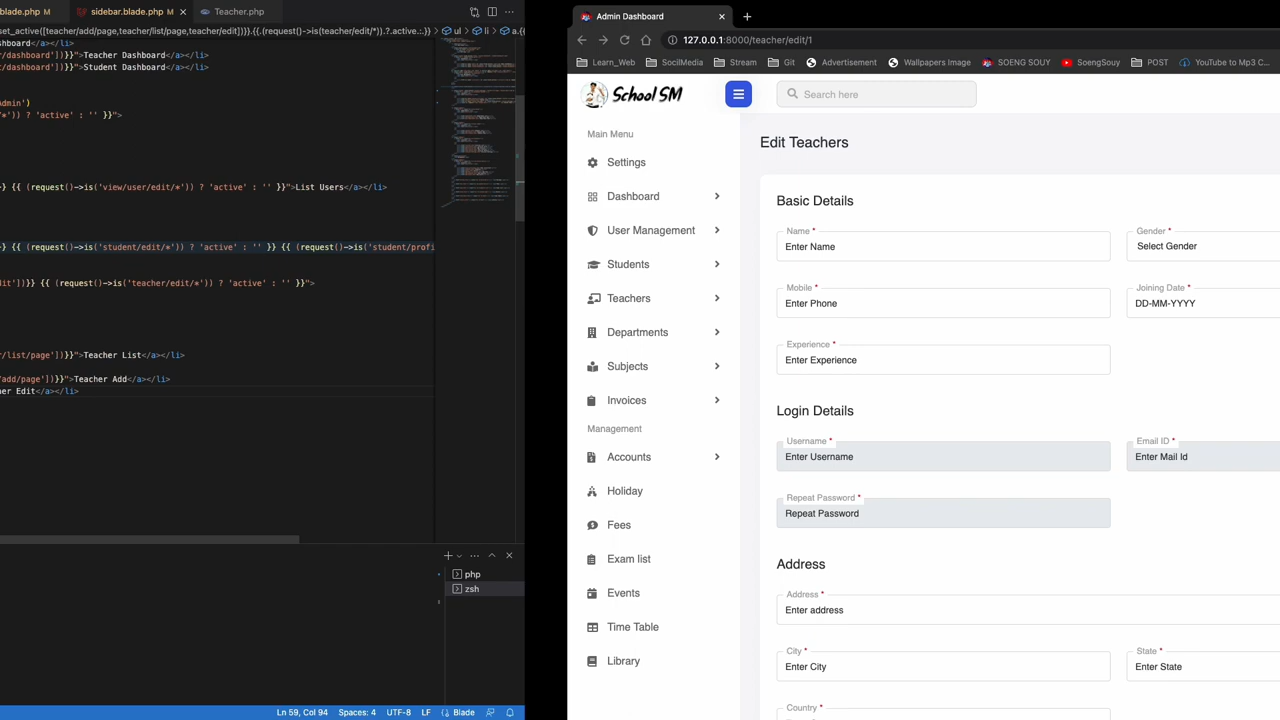 blade.php M
sidebar.blade.php M
Teacher.php
set_active([teacher/add/page,teacher/list/page,teacher/edit])}}.{{.(request()->is(teacher/edit/*)).?.active.:.}}
ul
li
a.{{
shboard</a></li>
/dashboard'])}}">Teacher Dashboard</a></li>
/dashboard'])}}">Student Dashboard</a></li>
Admin')
/*')) ? 'active' : '' }}">
} {{ (request()->is('view/user/edit/*')) ? 'active' : '' }}">List Users</a></li>
} {{ (request()->is('student/edit/*')) ? 'active' : '' }} {{ (request()->is('student/profi
dit'])}} {{ (request()->is('teacher/edit/*')) ? 'active' : '' }}">
r/list/page'])}}">Teacher List</a></li>
/add/page'])}}">Teacher Add</a></li>
her Edit</a></li>
php
zsh
Ln 59, Col 94
Spaces: 4
UTF-8
LF
Blade
Admin Dashboard
127.0.0.1:8000/teacher/edit/1
Learn_Web
SocilMedia
Stream
Git
Advertisement
Wallpapers Image
SOENG SOUY
SoengSouy
POST
YouTube to Mp3 C...
School SM
Search here
Main Menu
Settings
Dashboard
User Management
Students
Teachers
Departments
Subjects
Invoices
Management
Accounts
Holiday
Fees
Exam list
Events
Time Table
Library
Edit Teachers
Basic Details
Name *
Enter Name
Gender *
Select Gender
Mobile *
Enter Phone
Joining Date *
DD-MM-YYYY
Experience *
Enter Experience
Login Details
Username *
Enter Username
Email ID *
Enter Mail Id
Repeat Password *
Repeat Password
Address
Address *
Enter address
City *
Enter City
State *
Enter State
Country *